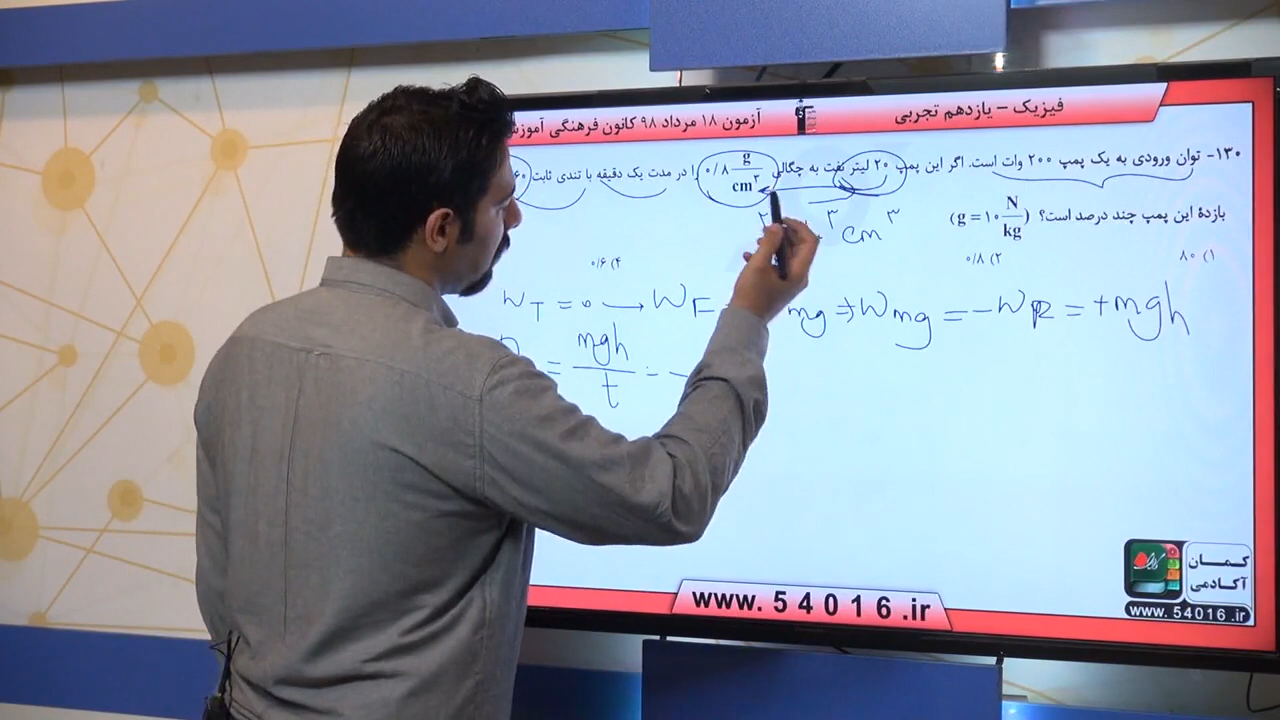 فیزیک – یازدهم تجربی
آزمون ۱۸ مرداد ۹۸ کانون فرهنگی آموزش
۱۳۰- توان ورودی به یک پمپ ۲۰۰ وات است. اگر این پمپ ۲۰ لیتر نفت به چگالی ۰/۸ g/cm³ را در مدت یک دقیقه با تندی ثابت ۶۰
بازدهٔ این پمپ چند درصد است؟ (g = ۱۰ N/kg)
۱) ۸۰
۲) ۰/۸
۴) ۰/۶
cm³
W_T = 0 → W_F
mg → W_mg = -W_R = +mgh
= mgh/t = -
کمان
آکادمی
www. 54016 .ir
www. 54016 .ir